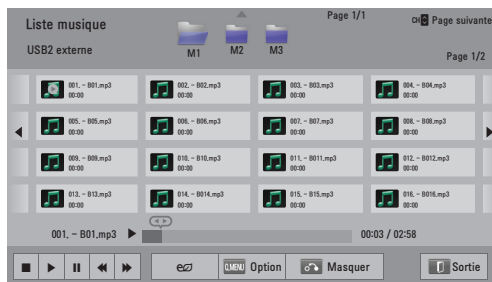 Liste musique
Page 1/1
CH Page suivante
USB2 externe
M1 M2 M3
Page 1/2
001. - B01.mp3 002. - B02.mp3 003. - B03.mp3 004. - B04.mp3
00:00 00:00 00:00 00:00
005. - B05.mp3 006. - B06.mp3 007. - B07.mp3 008. - B08.mp3
00:00 00:00 00:00 00:00
009. - B09.mp3 010. - B10.mp3 011. - B011.mp3 012. - B012.mp3
00:00 00:00 00:00 00:00
013. - B13.mp3 014. - B014.mp3 015. - B15.mp3 016. - B016.mp3
00:00 00:00 00:00 00:00
001. - B01.mp3 00:03 / 02:58
Q.MENU Option Masquer Sortie